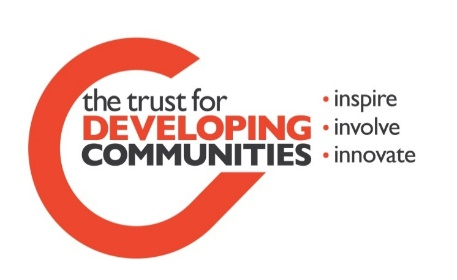 the trust for
DEVELOPING
COMMUNITIES
• inspire
• involve
• innovate